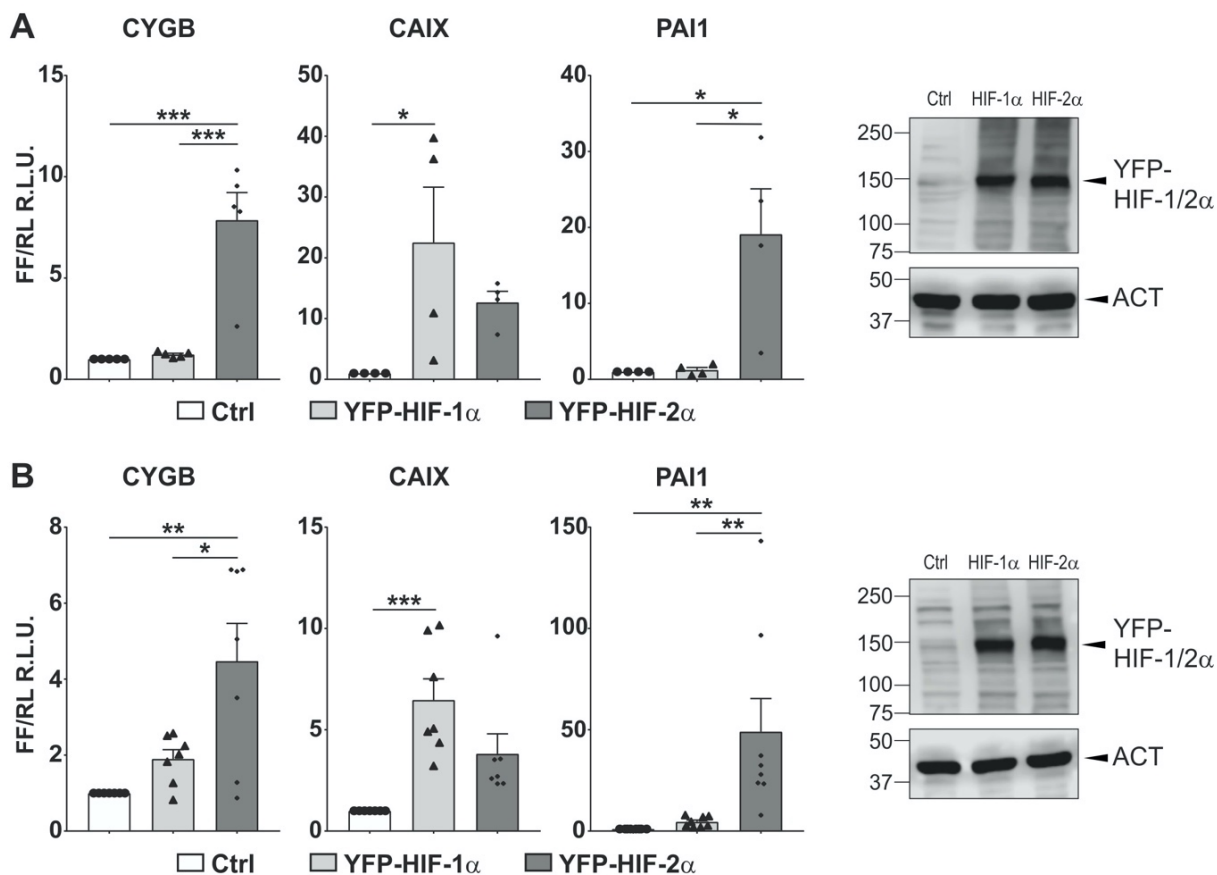 A
CYGB
CAIX
PAI1
FF/RL R.L.U.
15
10
5
0
***
***
50
40
30
20
10
0
*
40
30
20
10
0
*
*
Ctrl HIF-1α HIF-2α
250
150
100
75
YFP-
HIF-1/2α
50
37
ACT
Ctrl YFP-HIF-1α YFP-HIF-2α
B
CYGB
CAIX
PAI1
FF/RL R.L.U.
8
6
4
2
0
**
*
15
10
5
0
***
150
100
50
0
**
**
Ctrl HIF-1α HIF-2α
250
150
100
75
YFP-
HIF-1/2α
50
37
ACT
Ctrl YFP-HIF-1α YFP-HIF-2α